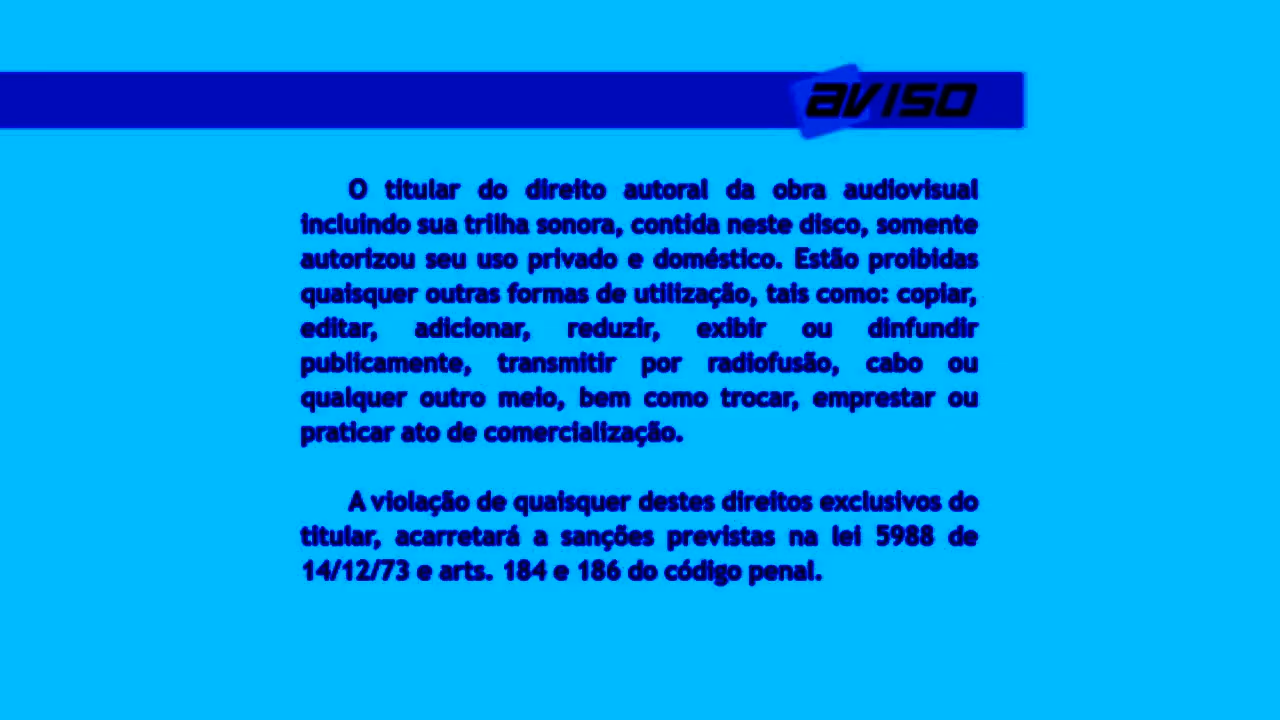 aviso
O titular do direito autoral da obra audiovisual
incluindo sua trilha sonora, contida neste disco, somente
autorizou seu uso privado e doméstico. Estão proibidas
quaisquer outras formas de utilização, tais como: copiar,
editar, adicionar, reduzir, exibir ou dinfundir
publicamente, transmitir por radiofusão, cabo ou
qualquer outro meio, bem como trocar, emprestar ou
praticar ato de comercialização.
A violação de quaisquer destes direitos exclusivos do
titular, acarretará a sanções previstas na lei 5988 de
14/12/73 e arts. 184 e 186 do código penal.